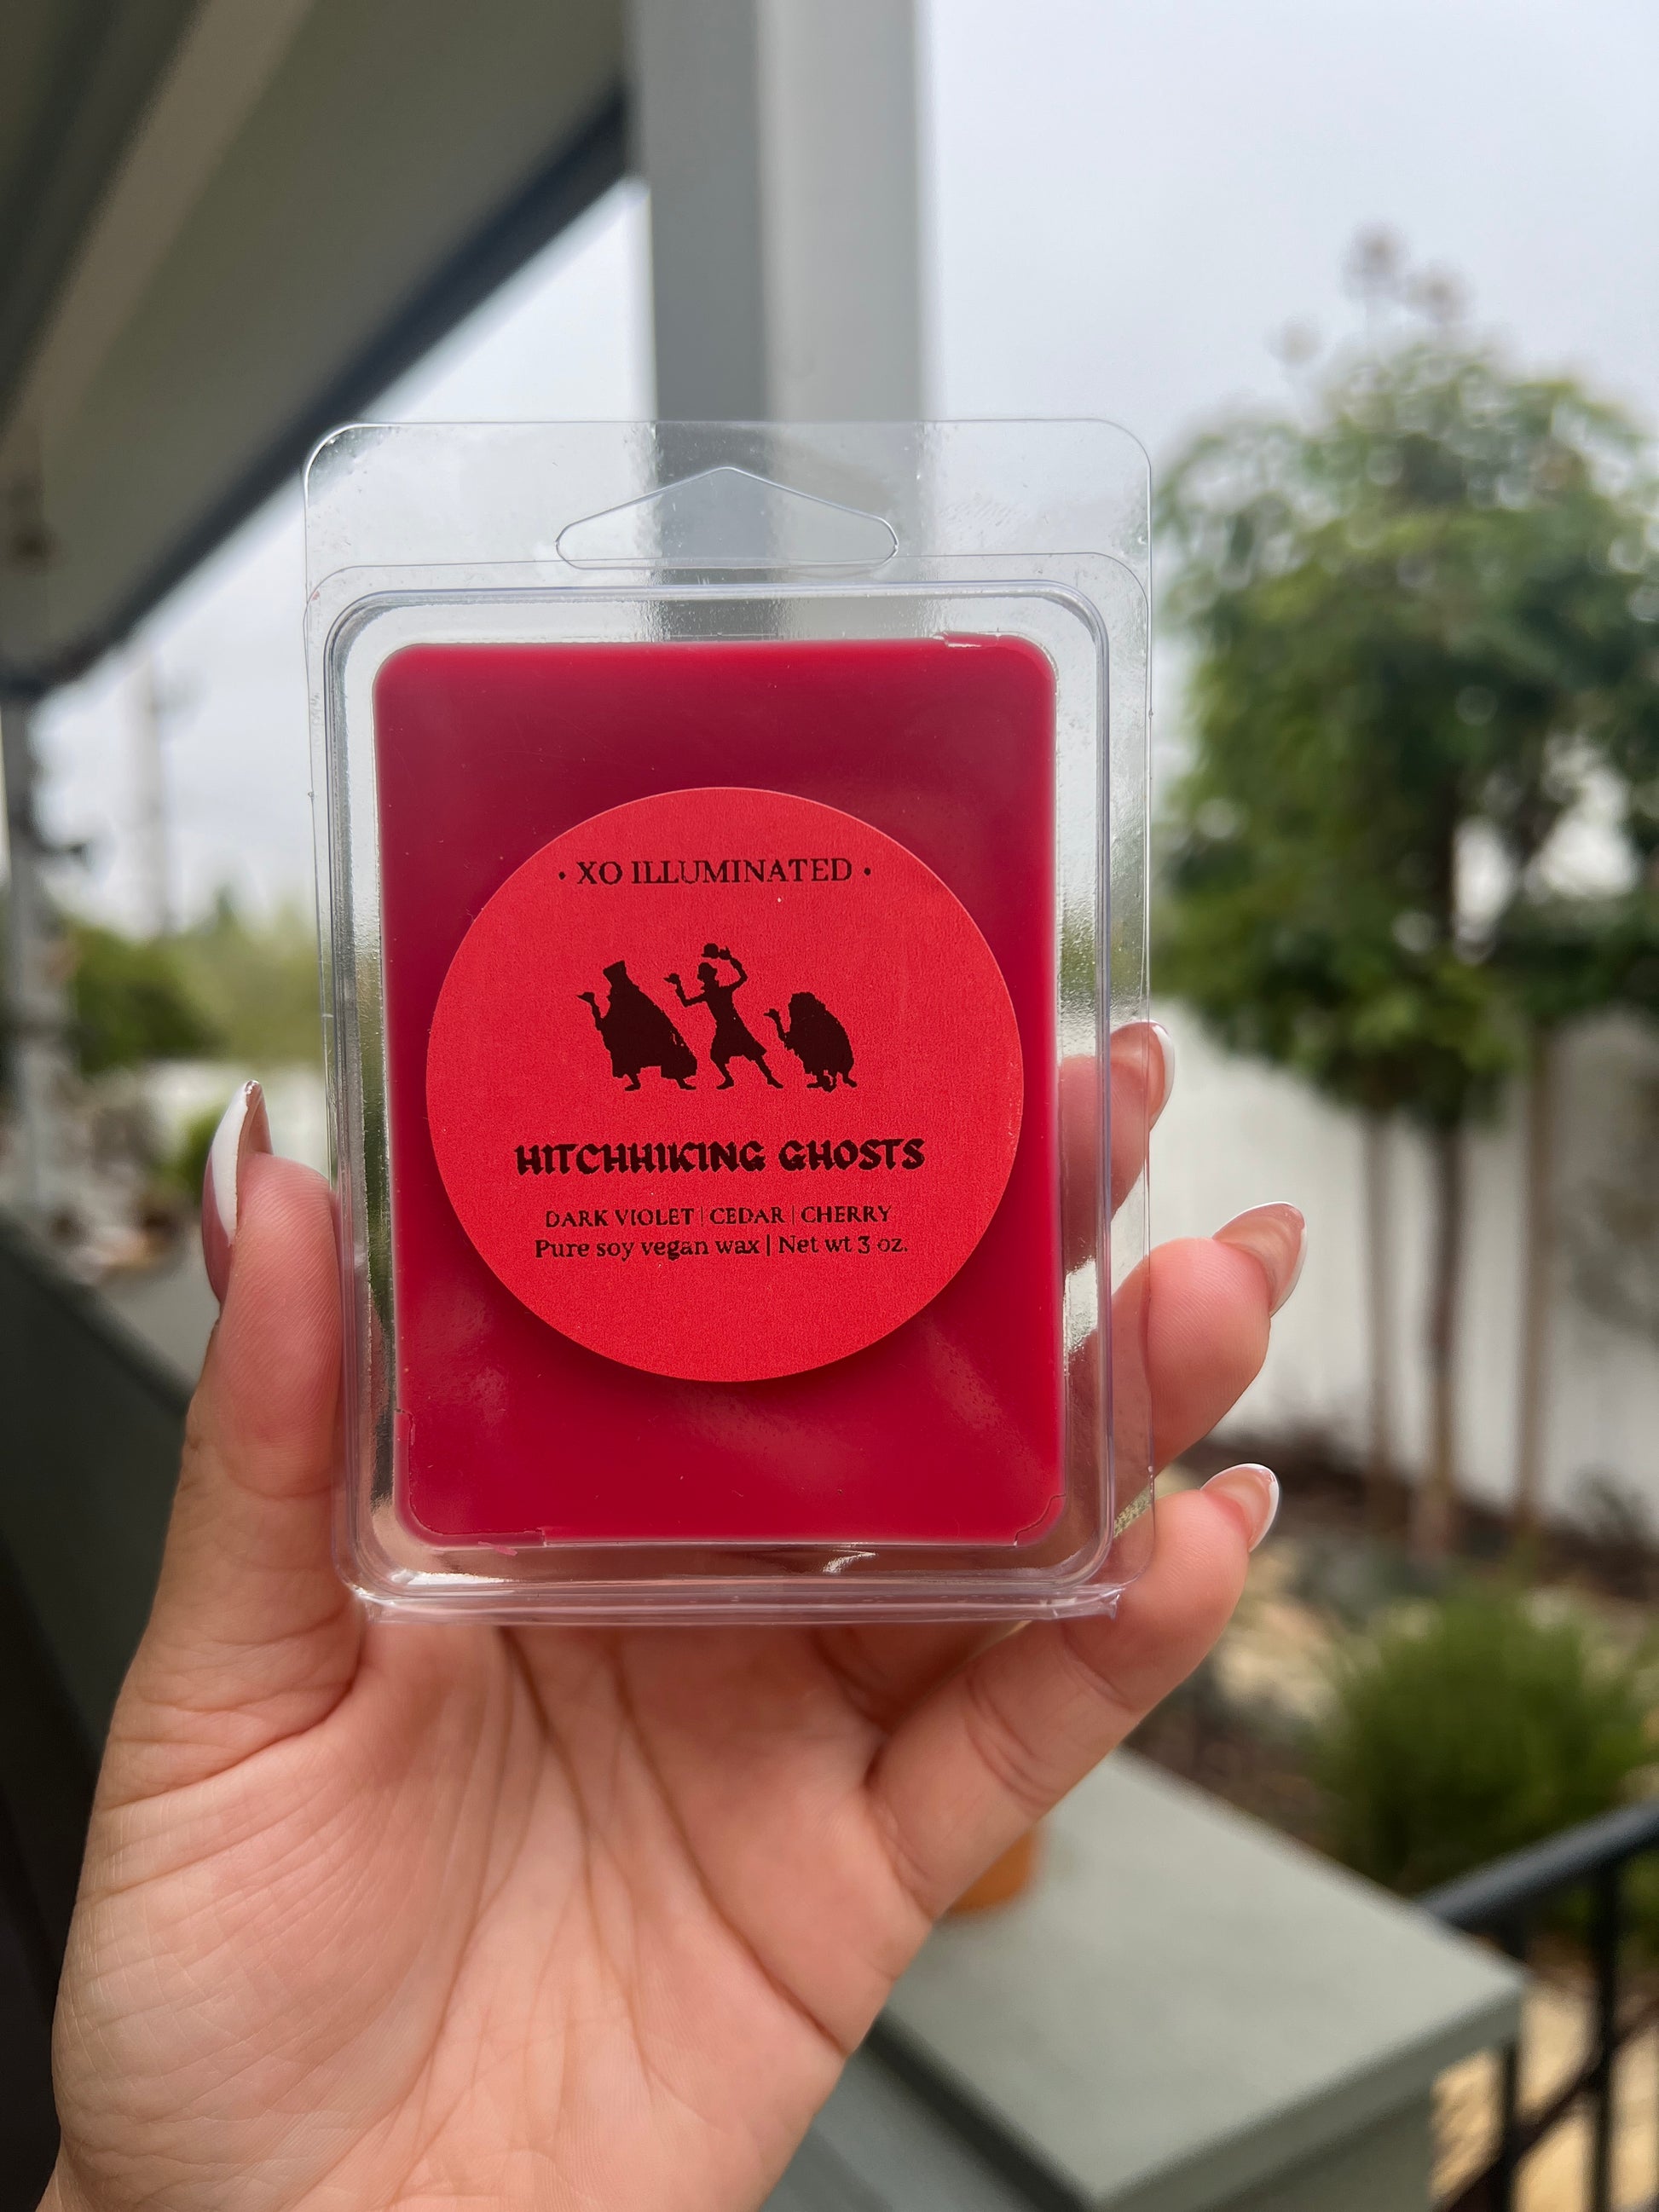 · XO ILLUMINATED ·
HITCHHIKING GHOSTS
DARK VIOLET | CEDAR | CHERRY
Pure soy vegan wax | Net wt 3 oz.